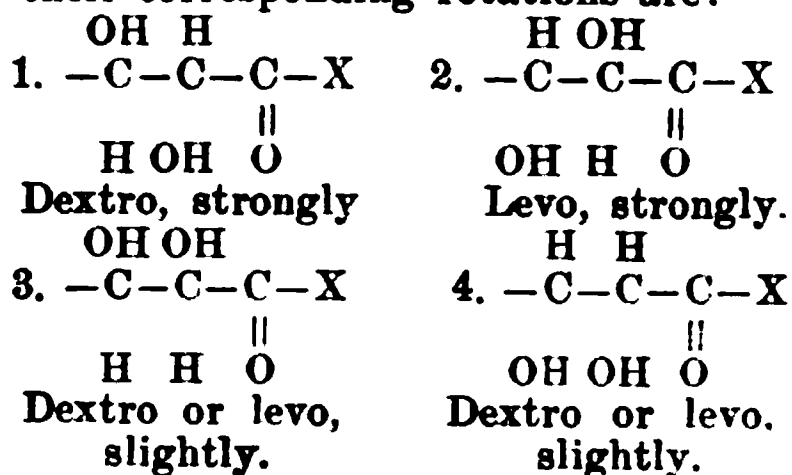 their corresponding rotations are:
OH H H OH
1. —C—C—C—X 2. —C—C—C—X
|| ||
H OH O OH H O
Dextro, strongly Levo, strongly.
OH OH H H
3. —C—C—C—X 4. —C—C—C—X
|| ||
H H O OH OH O
Dextro or levo, Dextro or levo.
slightly. slightly.